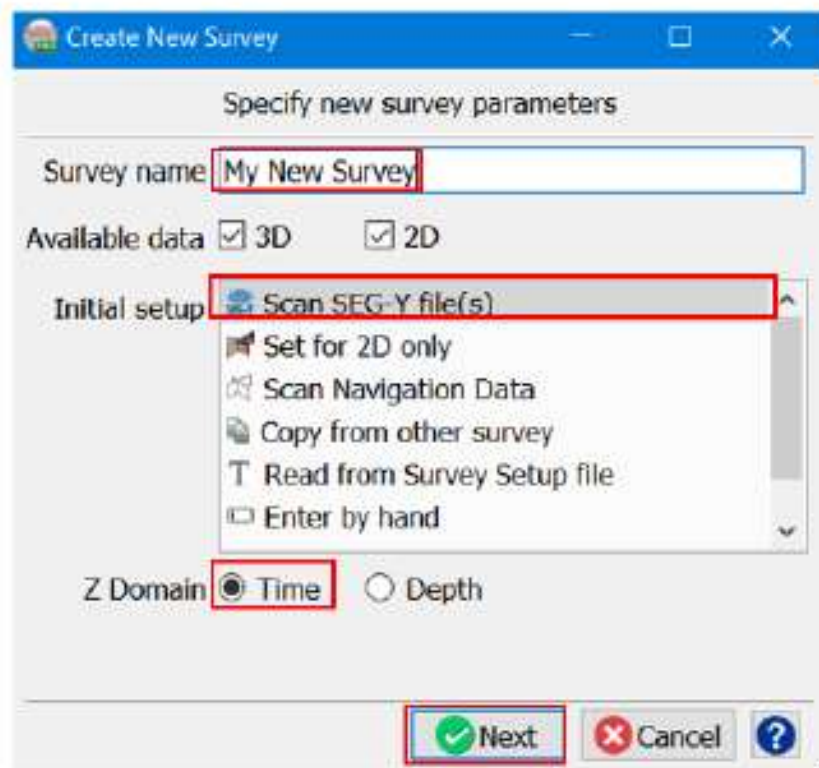 Create New Survey
Specify new survey parameters
Survey name My New Survey
Available data 3D 2D
Initial setup Scan SEG-Y file(s)
Set for 2D only
Scan Navigation Data
Copy from other survey
Read from Survey Setup file
Enter by hand
Z Domain Time Depth
Next Cancel ?